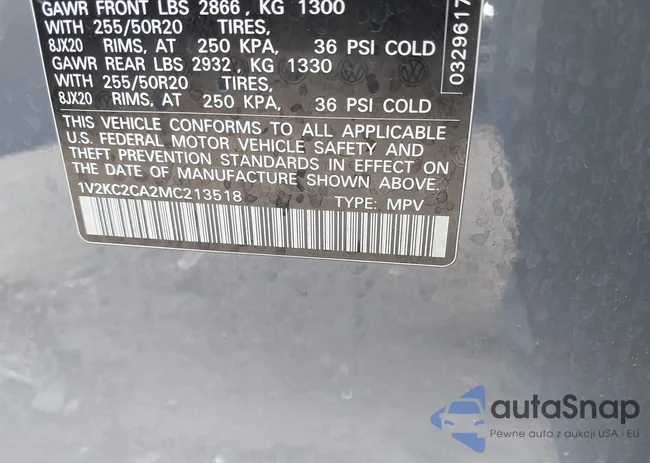 GAWR FRONT LBS 2866, KG 1300
WITH 255/50R20 TIRES,
8JX20 RIMS, AT 250 KPA, 36 PSI COLD
GAWR REAR LBS 2932, KG 1330
WITH 255/50R20 TIRES,
8JX20 RIMS, AT 250 KPA, 36 PSI COLD
THIS VEHICLE CONFORMS TO ALL APPLICABLE
U.S. FEDERAL MOTOR VEHICLE SAFETY AND
THEFT PREVENTION STANDARDS IN EFFECT ON
THE DATE OF MANUFACTURE SHOWN ABOVE.
1V2KC2CA2MC213518 TYPE: MPV
0329617
autaSnap
Pewne auta z aukcji USA i EU